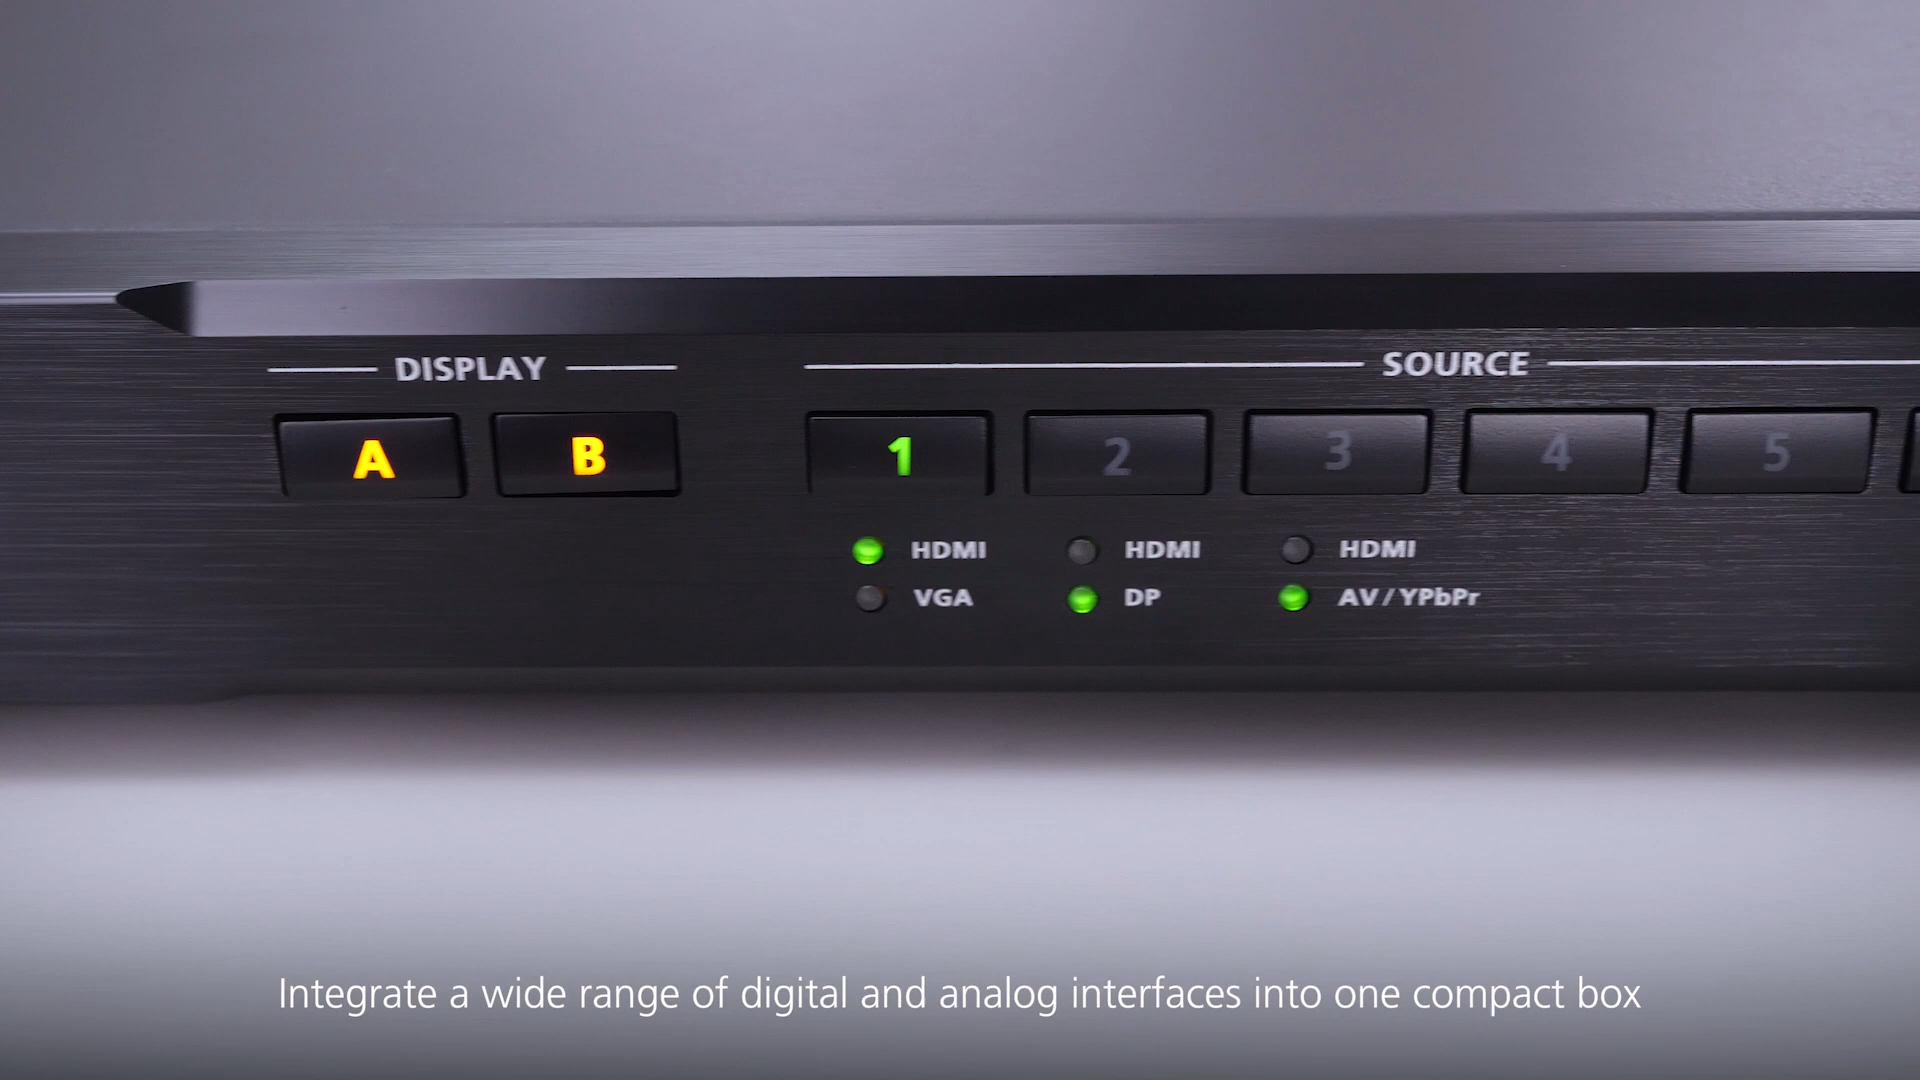 DISPLAY
SOURCE
A B 1 2 3 4 5
HDMI HDMI HDMI
VGA DP AV/YPbPr
Integrate a wide range of digital and analog interfaces into one compact box